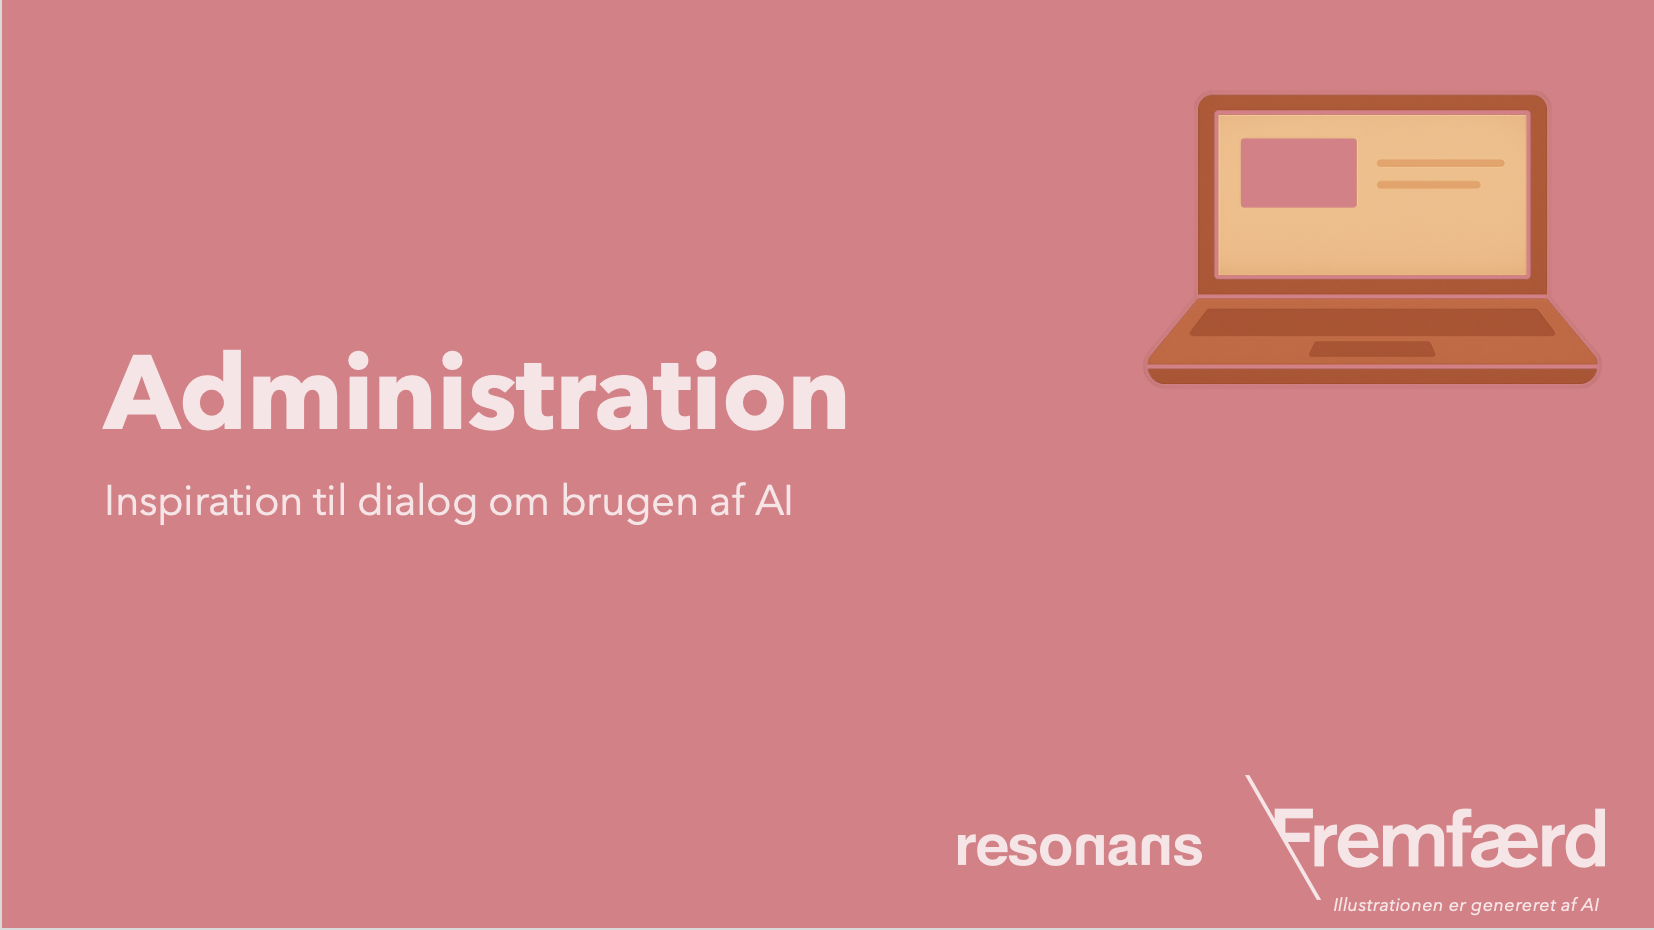 Administration
Inspiration til dialog om brugen af AI
resonans
Fremfærd
Illustrationen er genereret af AI